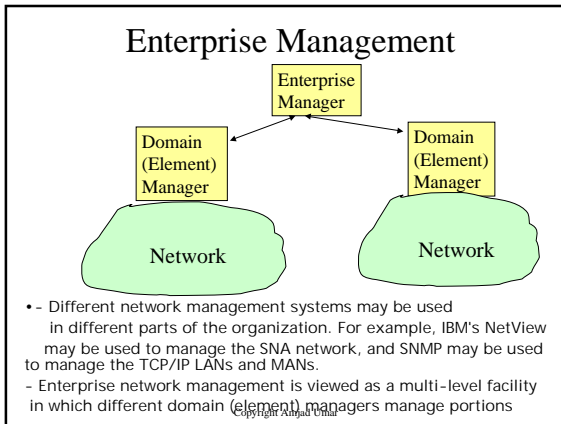 Enterprise Management
Enterprise
Manager
Domain
(Element)
Manager
Domain
(Element)
Manager
Network
Network
• - Different network management systems may be used
in different parts of the organization. For example, IBM's NetView
may be used to manage the SNA network, and SNMP may be used
to manage the TCP/IP LANs and MANs.
- Enterprise network management is viewed as a multi-level facility
in which different domain (element) managers manage portions
Copyright Amjad Umar